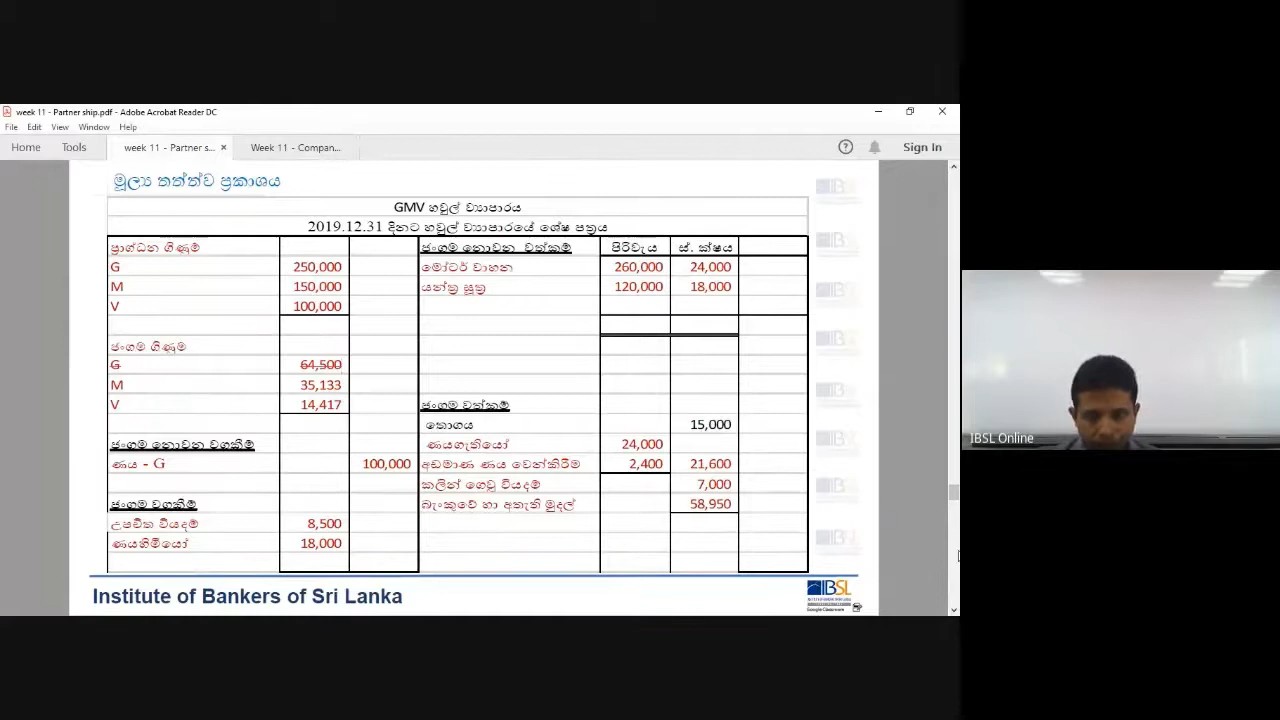 week 11 - Partner ship.pdf - Adobe Acrobat Reader DC
File Edit View Window Help
Home Tools week 11 - Partner s... × Week 11 - Compan... Sign In
මූල්‍ය තත්ත්ව ප්‍රකාශය
GMV හවුල් ව්‍යාපාරය
2019.12.31 දිනට හවුල් ව්‍යාපාරයේ ශේෂ පත්‍රය
ප්‍රාග්ධන ගිණුම් ජංගම නොවන වත්කම් පිරිවැය ස්. ක්ෂය
G 250,000 මෝටර් වාහන 260,000 24,000
M 150,000 යන්ත්‍ර සූත්‍ර 120,000 18,000
V 100,000
ජංගම ගිණුම
G 64,500
M 35,133
V 14,417 ජංගම වත්කම්
තොගය 15,000
ජංගම නොවන වගකීම් ණයගැතියෝ 24,000
ණය - G 100,000 අඩමාණ ණය වෙන්කිරීම 2,400 21,600
කලින් ගෙවූ වියදම් 7,000
ජංගම වගකීම් බැංකුවේ හා අතැති මුදල් 58,950
උපචිත වියදම් 8,500
ණයහිමියෝ 18,000
Institute of Bankers of Sri Lanka
IBSL
Google Classroom
IBSL Online